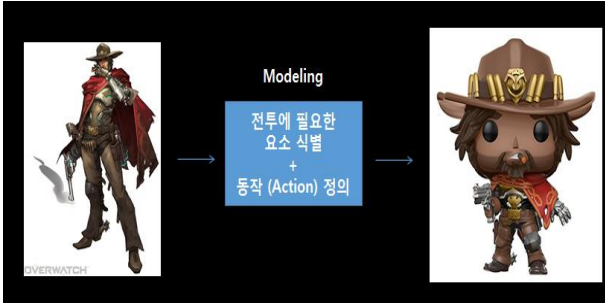 Modeling
전투에 필요한
요소 식별
+
동작 (Action) 정의
OVERWATCH